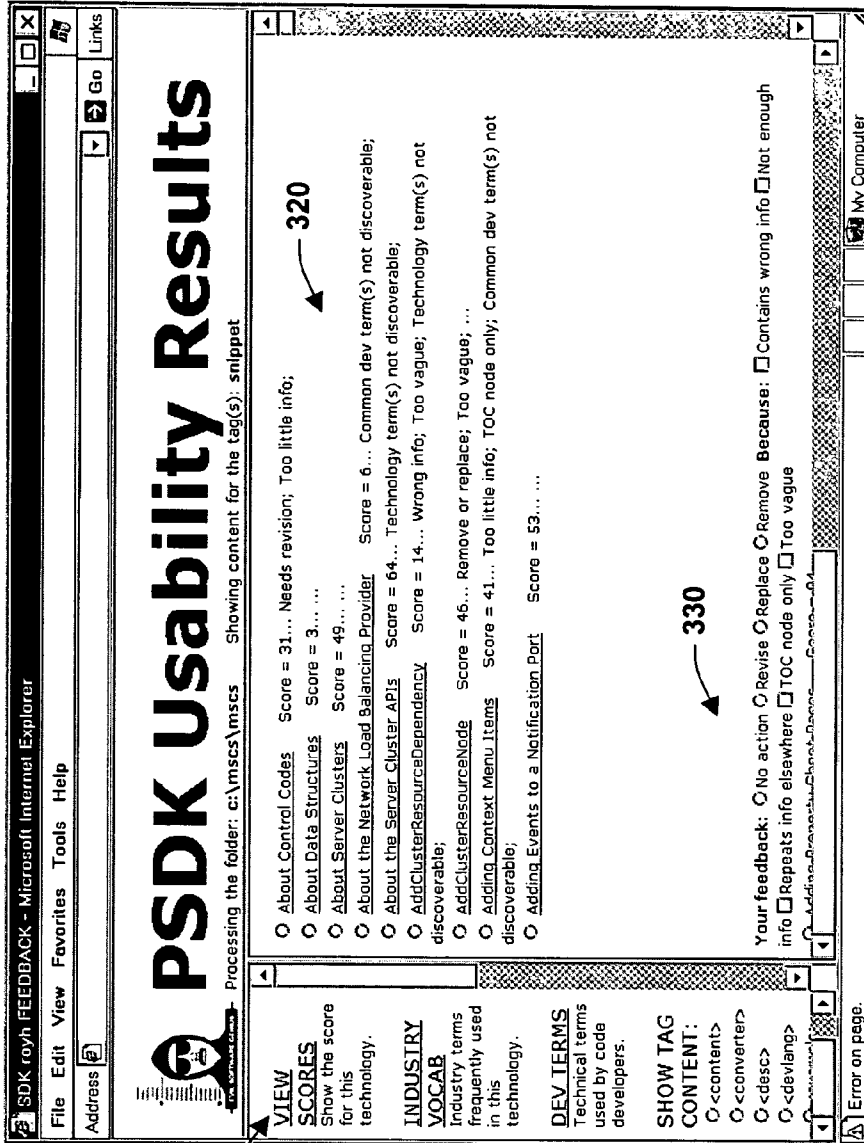 SDK royh FEEDBACK - Microsoft Internet Explorer
File Edit View Favorites Tools Help
Address
Go Links
PSDK Usability Results
Processing the folder: c:\mscs\mscs Showing content for the tag(s): snippet
VIEW
SCORES
Show the score
for this
technology.
INDUSTRY
VOCAB
Industry terms
frequently used
in this
technology.
DEV TERMS
Technical terms
used by code
developers.
SHOW TAG
CONTENT:
<content>
<converter>
<desc>
<devlang>
320
About Control Codes Score = 31... Needs revision; Too little info;
About Data Structures Score = 3... ...
About Server Clusters Score = 49... ...
About the Network Load Balancing Provider Score = 6... Common dev term(s) not discoverable;
About the Server Cluster APIs Score = 64... Technology term(s) not discoverable;
AddClusterResourceDependency Score = 14... Wrong info; Too vague; Technology term(s) not
discoverable;
AddClusterResourceNode Score = 46... Remove or replace; Too vague; ...
Adding Context Menu Items Score = 41... Too little info; TOC node only; Common dev term(s) not
discoverable;
Adding Events to a Notification Port Score = 53... ...
330
Your feedback: No action Revise Replace Remove Because: Contains wrong info Not enough
info Repeats info elsewhere TOC node only Too vague
Adding Property Sheet Pages Score = 
Error on page.
My Computer